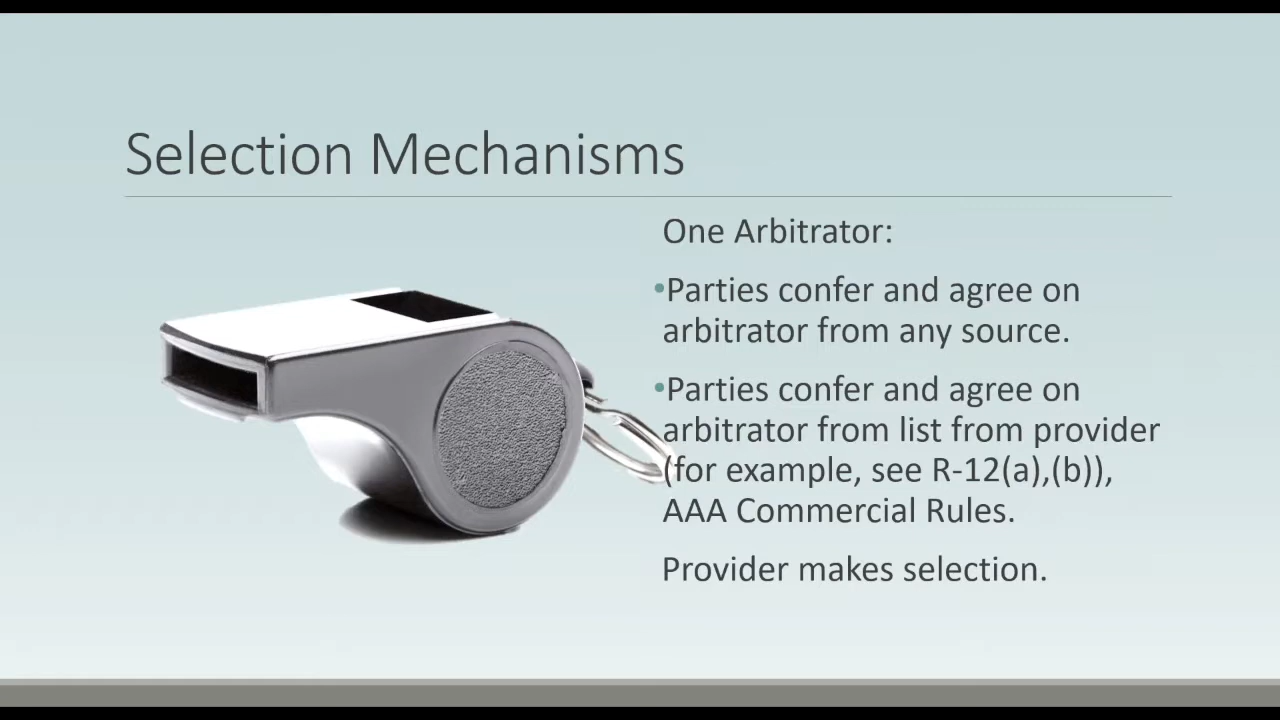 Selection Mechanisms
One Arbitrator:
•Parties confer and agree on
arbitrator from any source.
•Parties confer and agree on
arbitrator from list from provider
(for example, see R-12(a),(b)),
AAA Commercial Rules.
Provider makes selection.